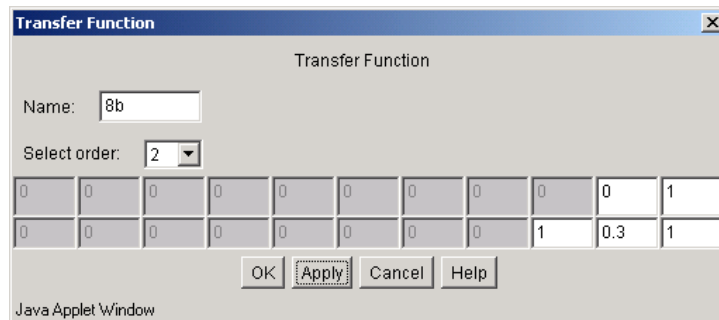 Transfer Function
Transfer Function
Name: 8b
Select order: 2
0 0 0 0 0 0 0 0 0 0 1
0 0 0 0 0 0 0 0 1 0.3 1
OK Apply Cancel Help
Java Applet Window